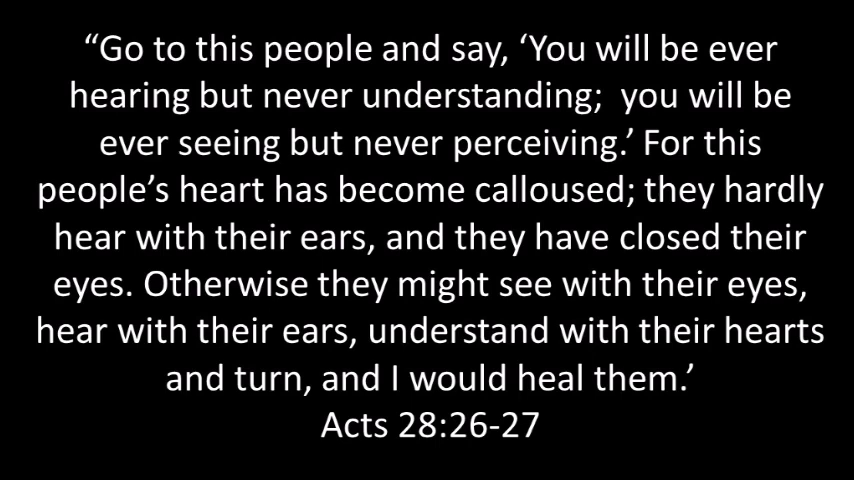 “Go to this people and say, ‘You will be ever
hearing but never understanding;  you will be
ever seeing but never perceiving.’ For this
people’s heart has become calloused; they hardly
hear with their ears, and they have closed their
eyes. Otherwise they might see with their eyes,
hear with their ears, understand with their hearts
and turn, and I would heal them.’
Acts 28:26-27